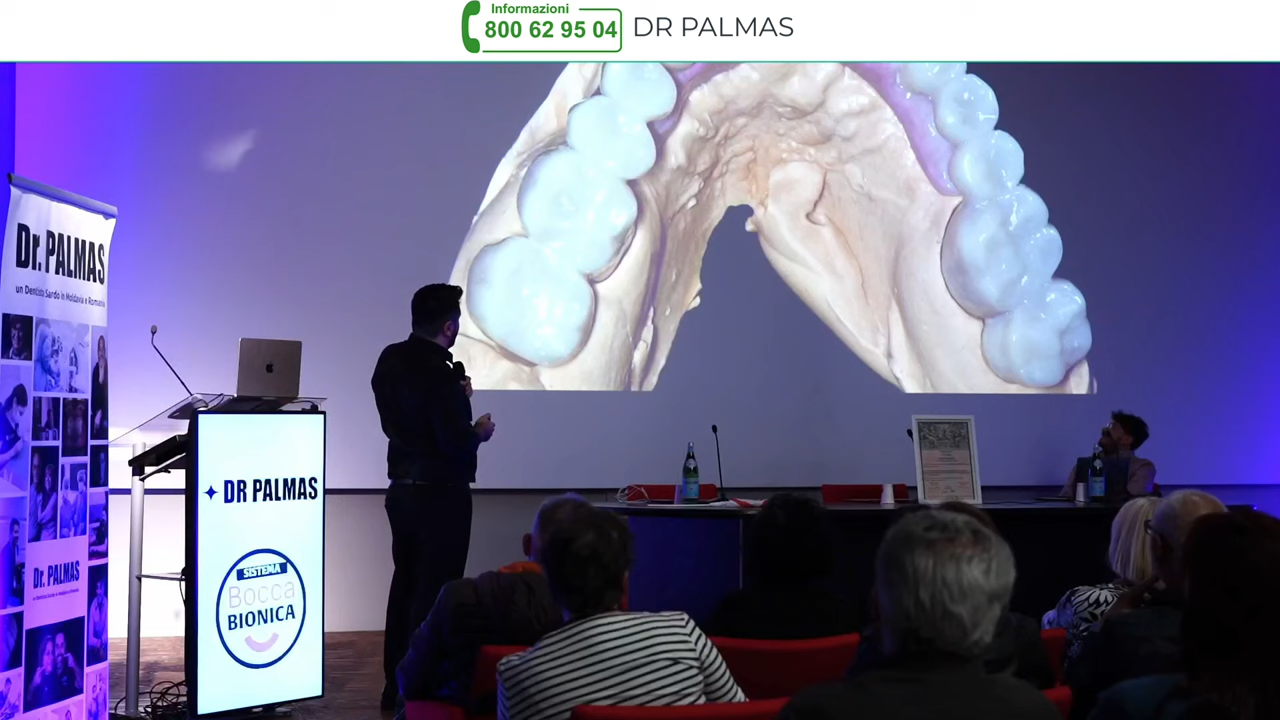 Informazioni
800 62 95 04
DR PALMAS
Dr. PALMAS
un Dentista Sardo in Moldavia e Romania
DR PALMAS
SISTEMA
Bocca
BIONICA
Dr. PALMAS